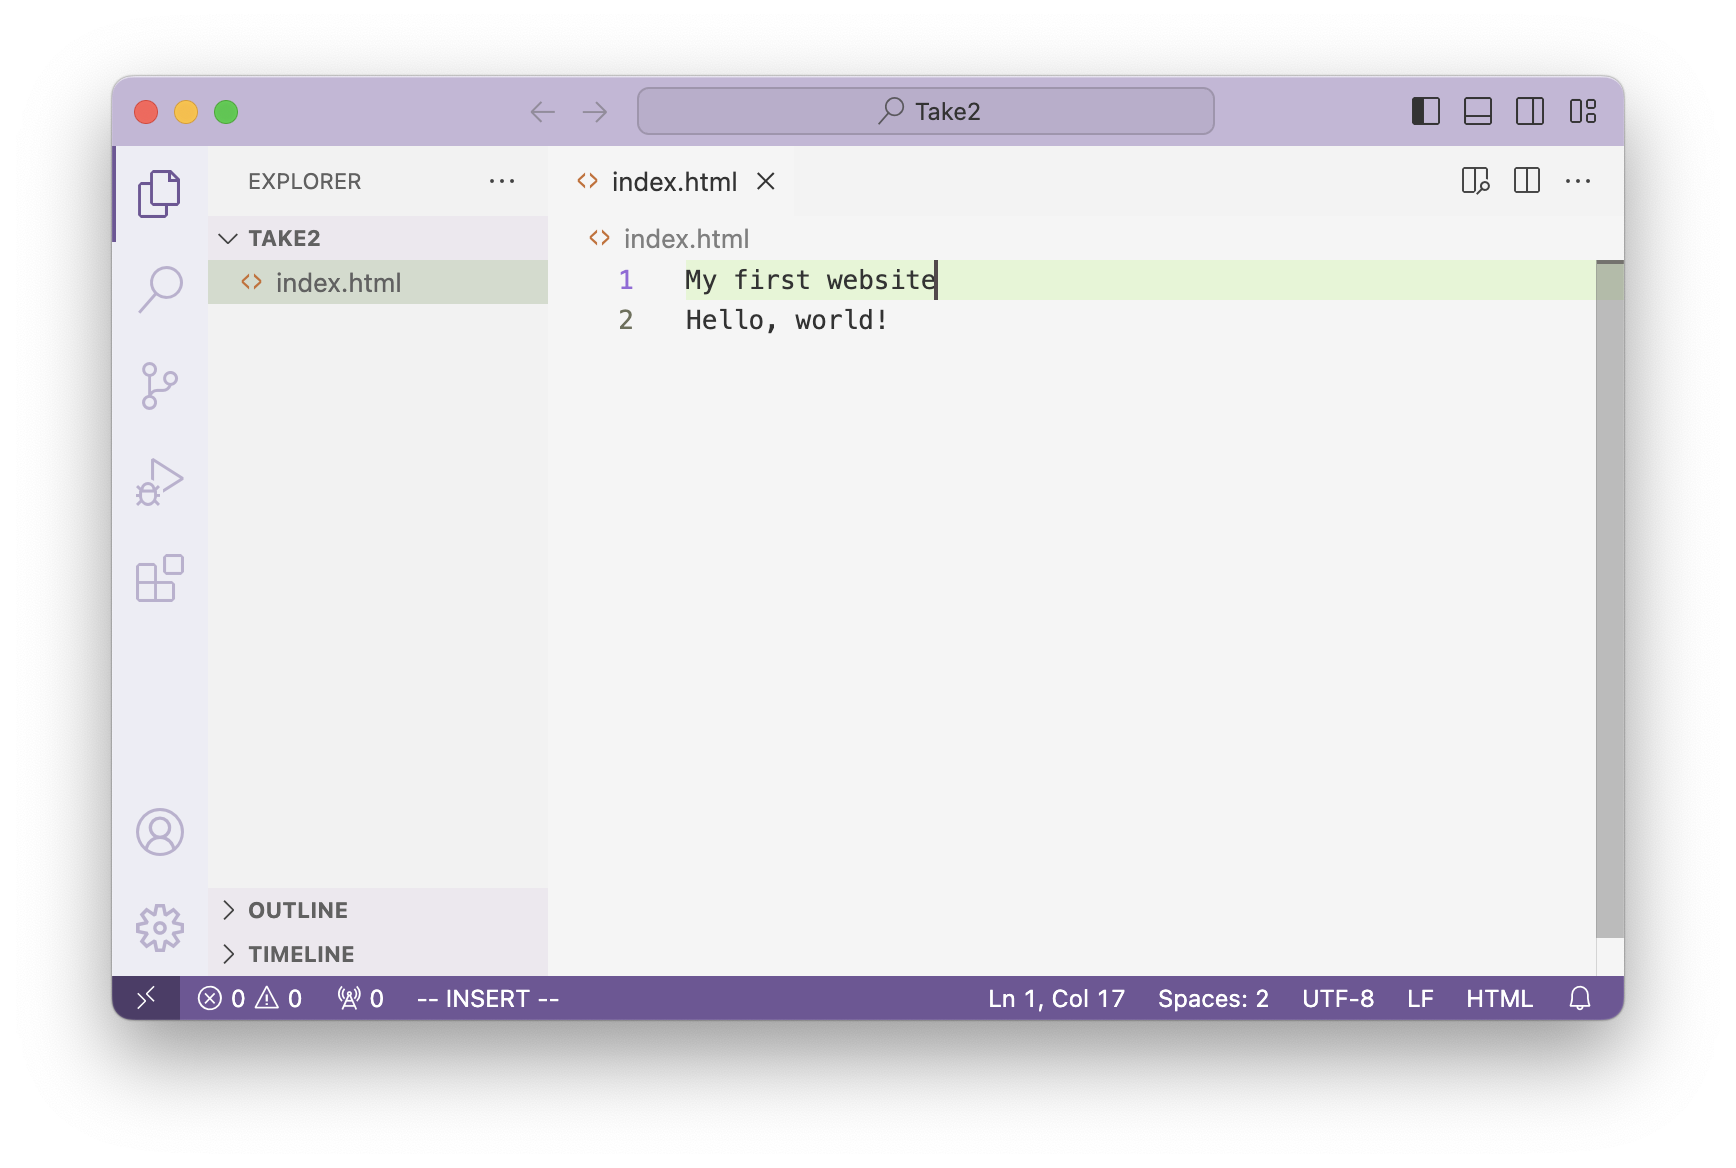 Take2
EXPLORER
index.html
TAKE2
index.html
index.html
1 My first website
2 Hello, world!
OUTLINE
TIMELINE
0 0 0 -- INSERT -- Ln 1, Col 17 Spaces: 2 UTF-8 LF HTML